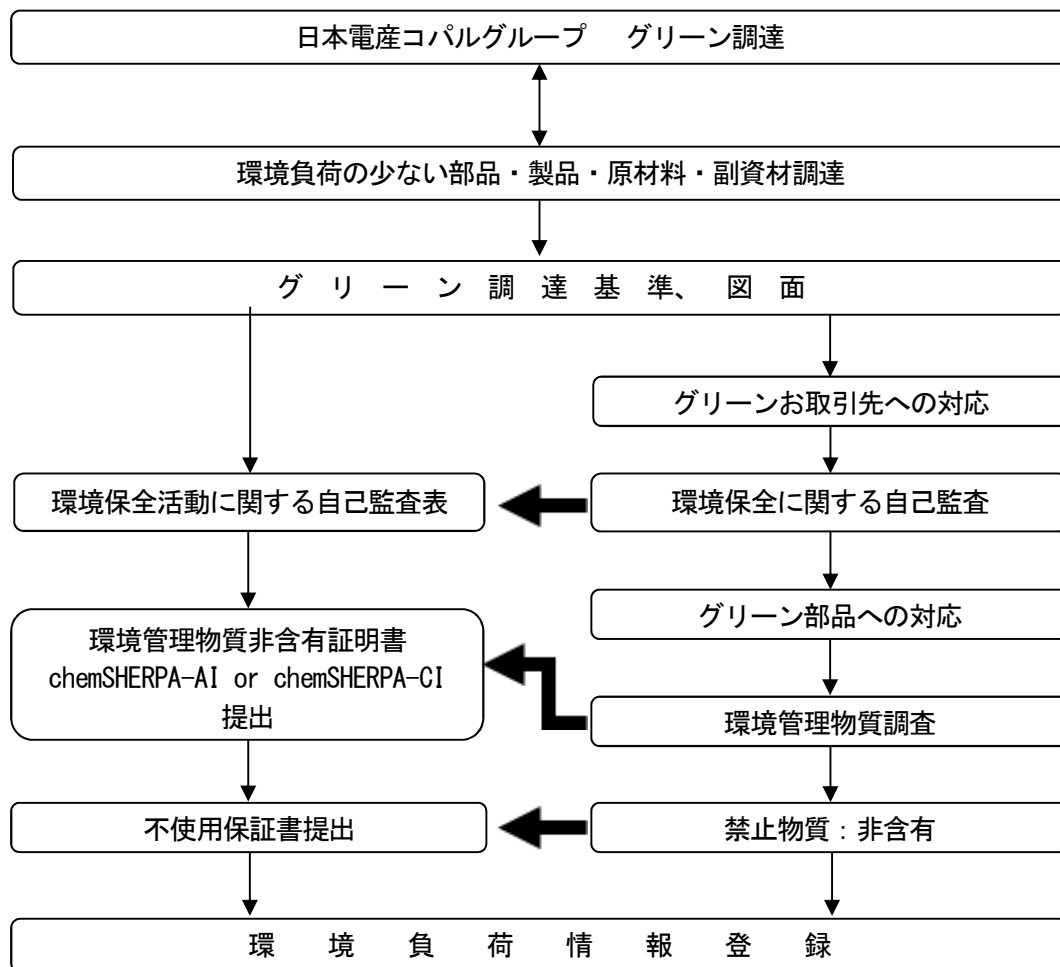 日本電産コパルグループ　グリーン調達
環境負荷の少ない部品・製品・原材料・副資材調達
グリーン調達基準、図面
グリーンお取引先への対応
環境保全活動に関する自己監査表
環境保全に関する自己監査
グリーン部品への対応
環境管理物質非含有証明書
chemSHERPA-AI or chemSHERPA-CI
提出
環境管理物質調査
不使用保証書提出
禁止物質：非含有
環境負荷情報登録